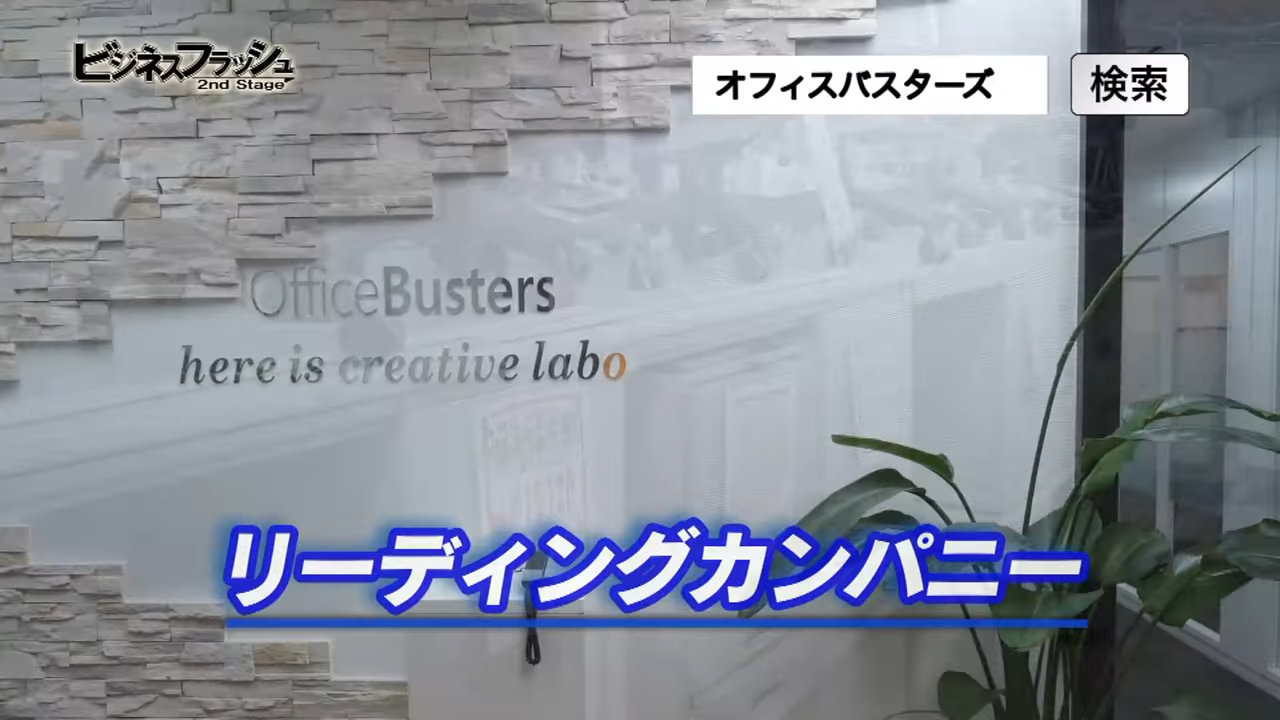 ビジネスフラッシュ
2nd Stage
オフィスバスターズ
検索
OfficeBusters
here is creative labo
リーディングカンパニー